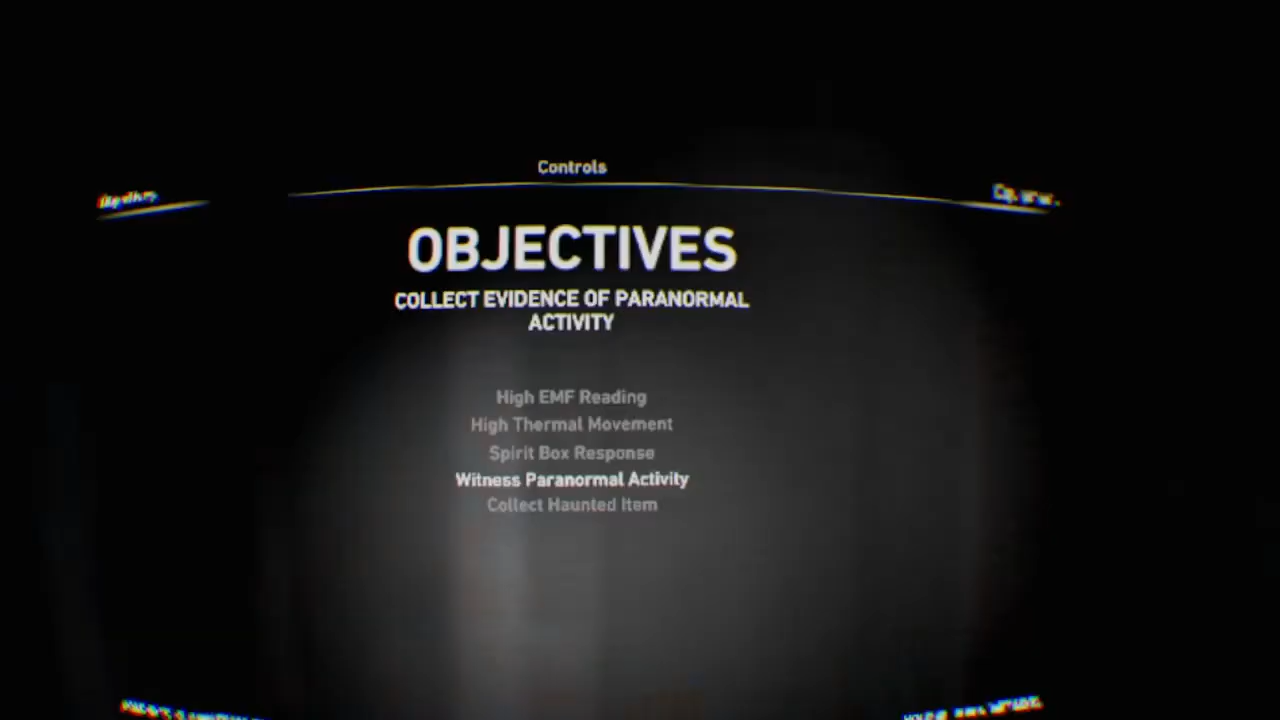 Controls
OBJECTIVES
COLLECT EVIDENCE OF PARANORMAL
ACTIVITY
High EMF Reading
High Thermal Movement
Spirit Box Response
Witness Paranormal Activity
Collect Haunted Item